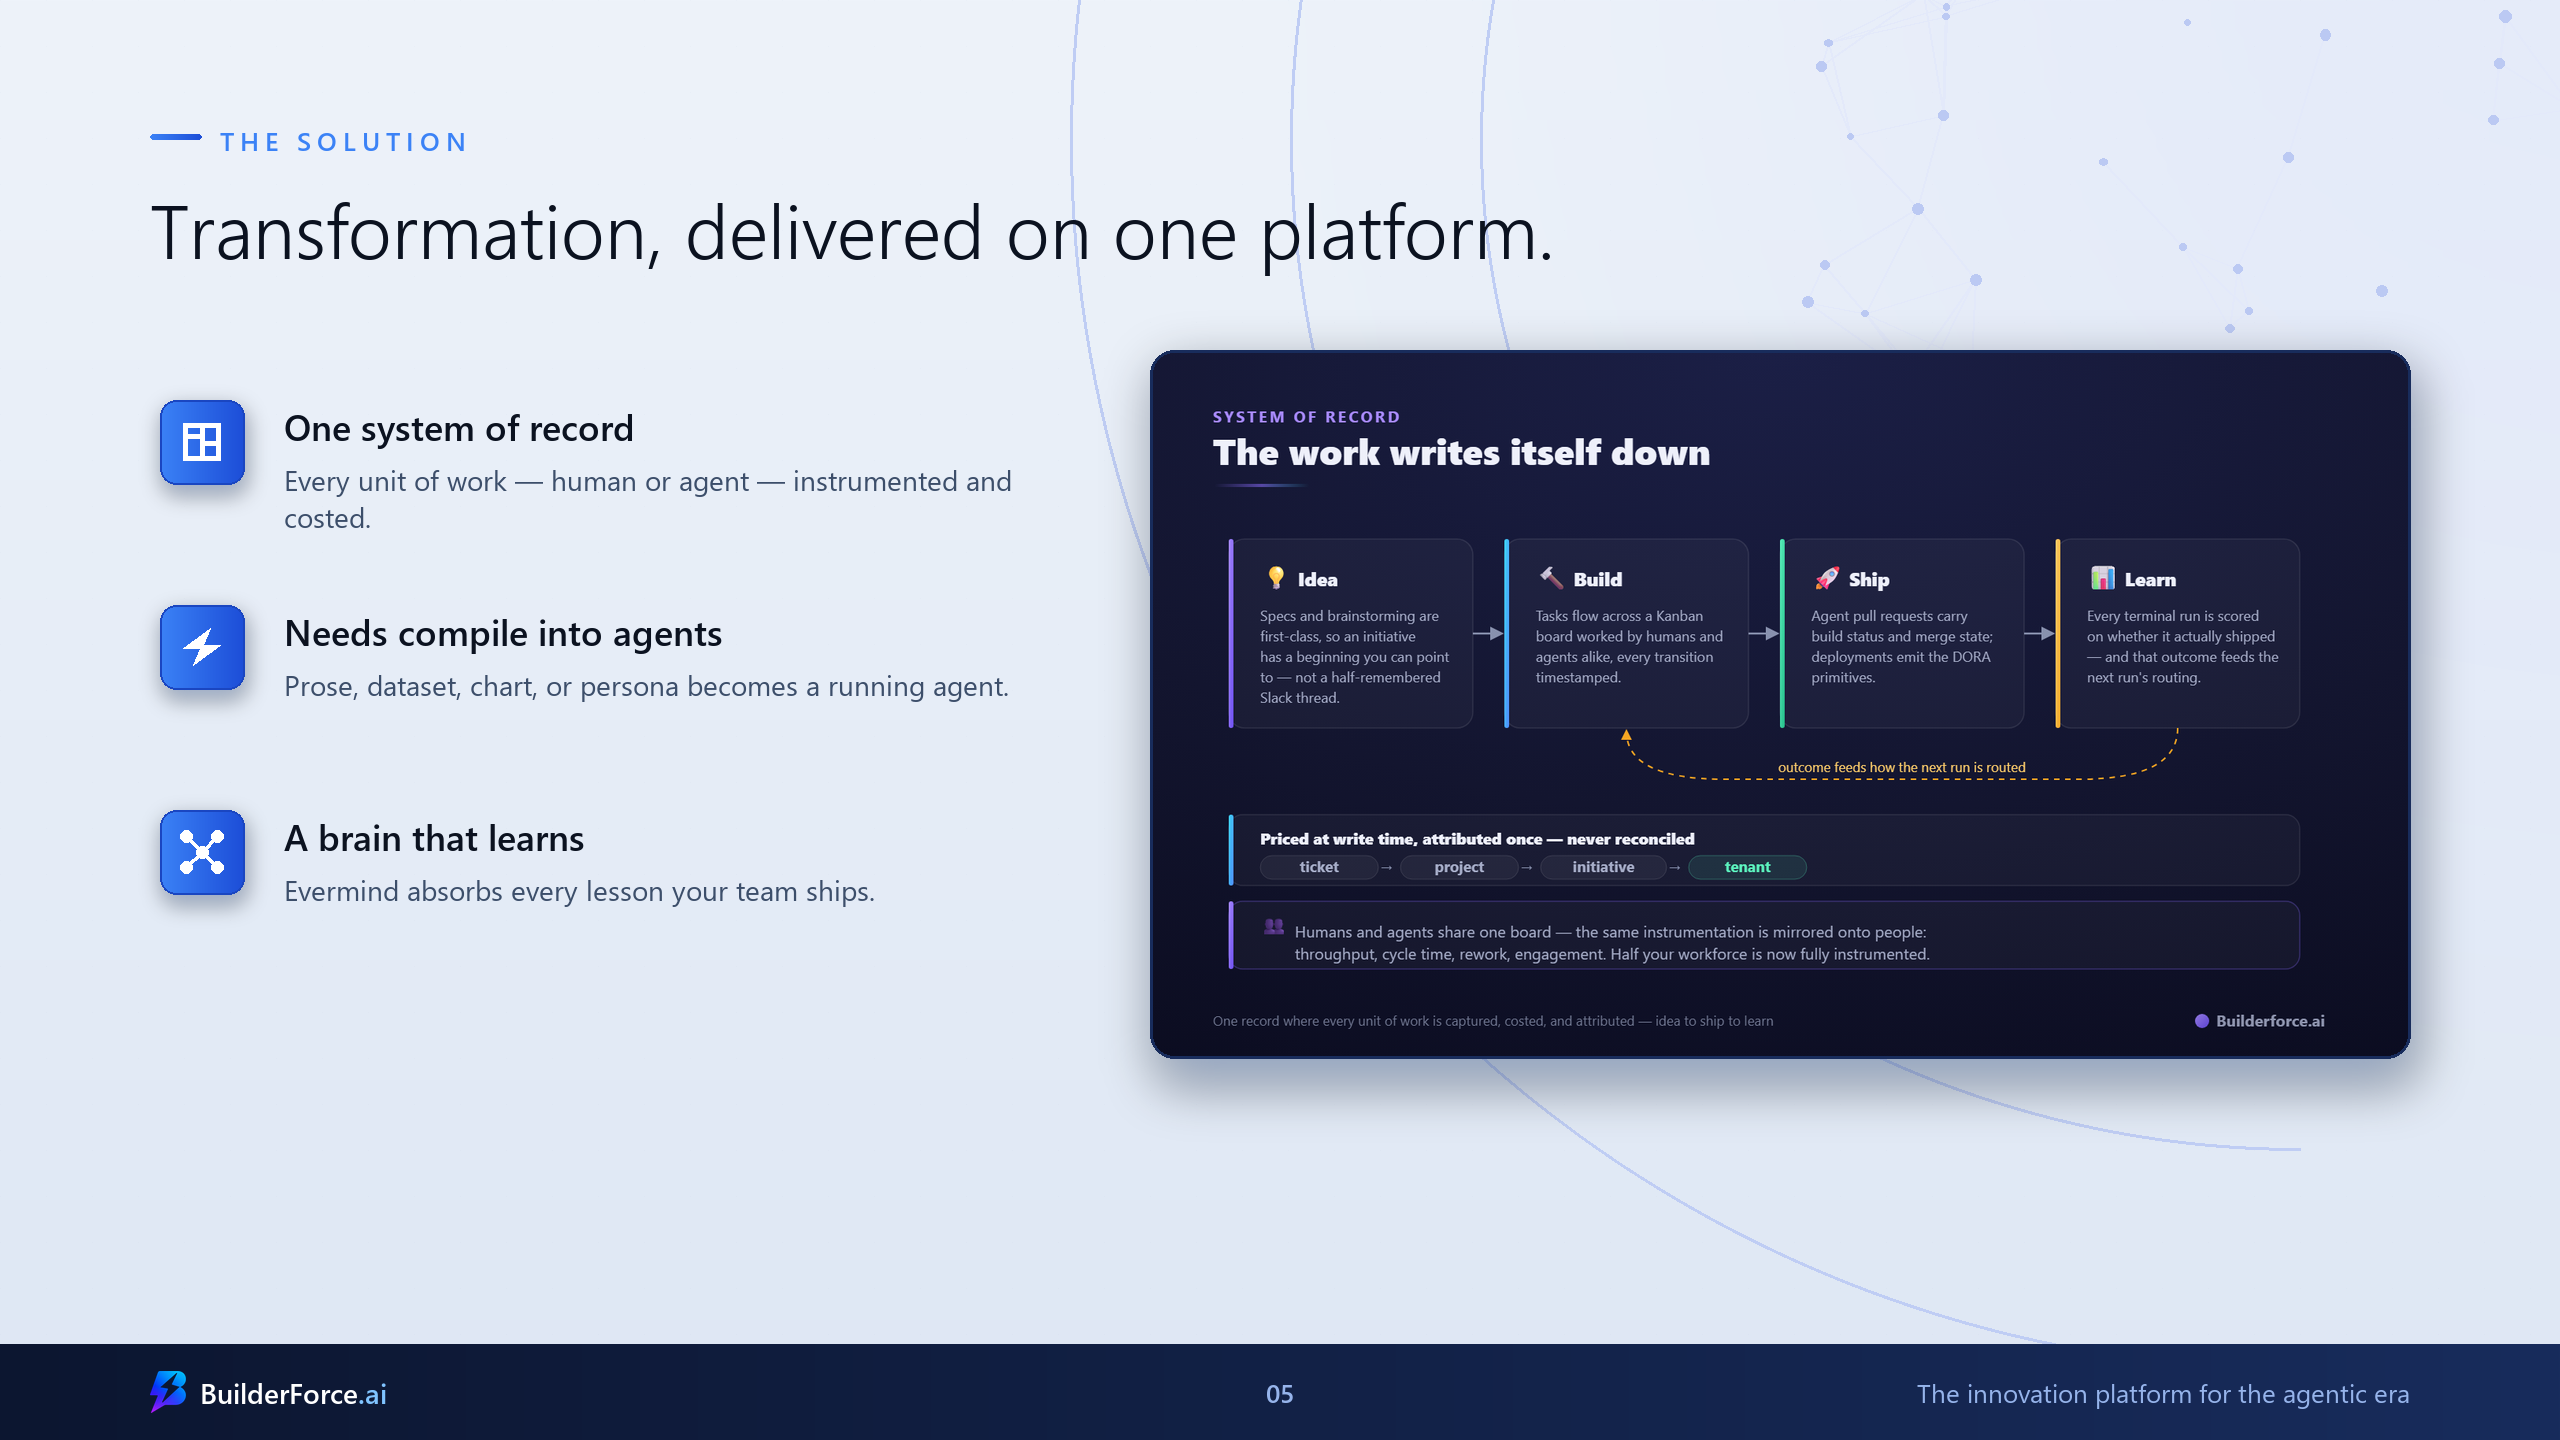 THE SOLUTION
Transformation, delivered on one platform.
One system of record
Every unit of work — human or agent — instrumented and
costed.
Needs compile into agents
Prose, dataset, chart, or persona becomes a running agent.
A brain that learns
Evermind absorbs every lesson your team ships.
SYSTEM OF RECORD
The work writes itself down
Idea
Specs and brainstorming are
first-class, so an initiative
has a beginning you can point
to — not a half-remembered
Slack thread.
Build
Tasks flow across a Kanban
board worked by humans and
agents alike, every transition
timestamped.
Ship
Agent pull requests carry
build status and merge state;
deployments emit the DORA
primitives.
Learn
Every terminal run is scored
on whether it actually shipped
— and that outcome feeds the
next run's routing.
outcome feeds how the next run is routed
Priced at write time, attributed once — never reconciled
ticket → project → initiative → tenant
Humans and agents share one board — the same instrumentation is mirrored onto people:
throughput, cycle time, rework, engagement. Half your workforce is now fully instrumented.
One record where every unit of work is captured, costed, and attributed — idea to ship to learn
Builderforce.ai
BuilderForce.ai
05
The innovation platform for the agentic era